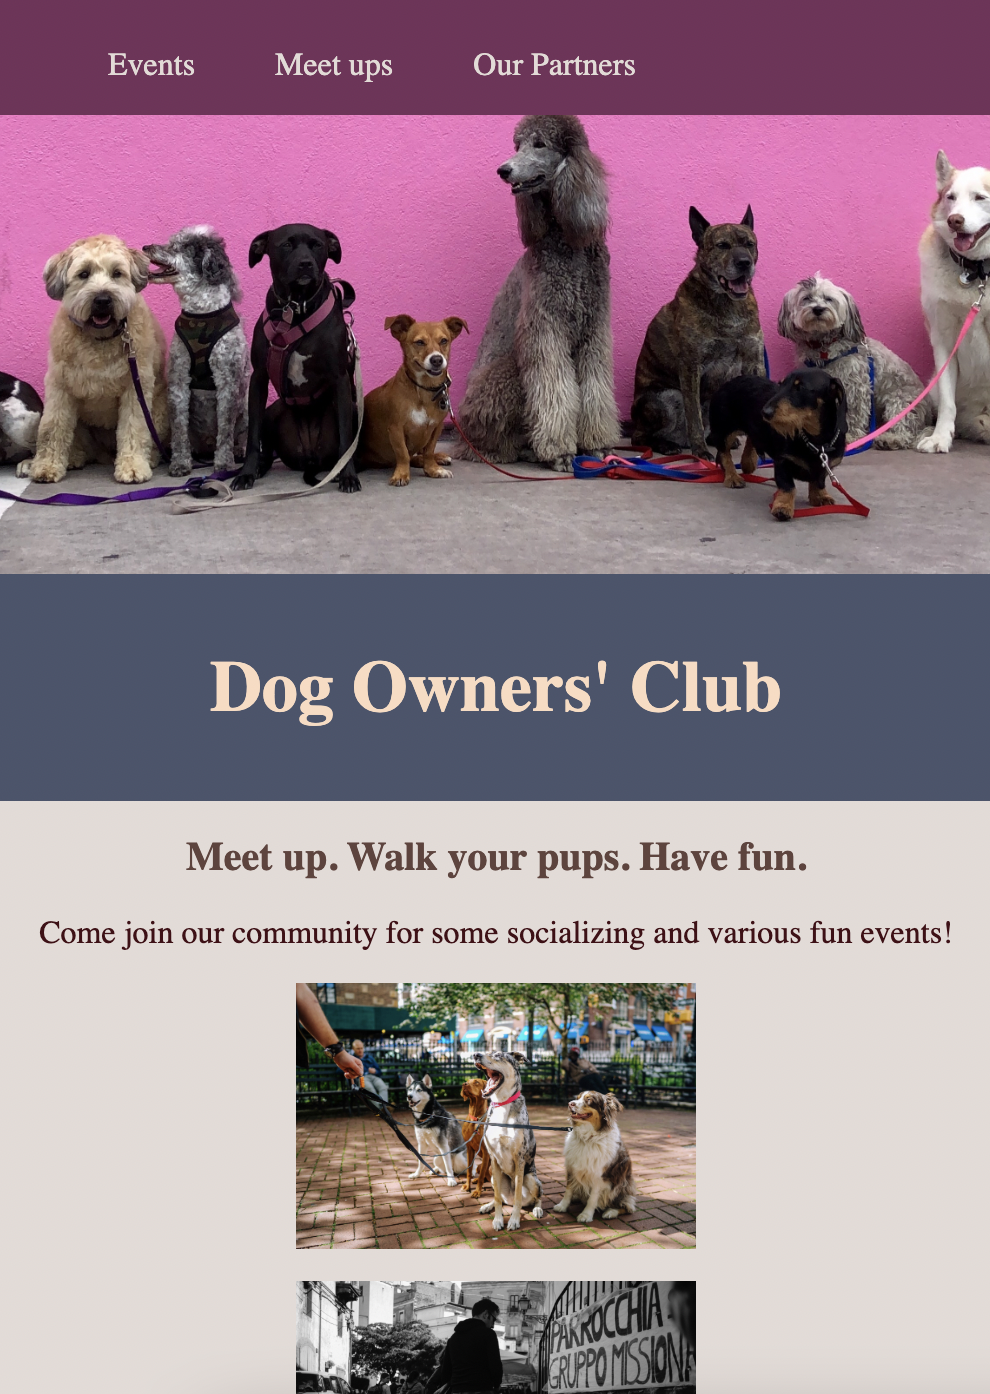 Events Meet ups Our Partners
Dog Owners' Club
Meet up. Walk your pups. Have fun.
Come join our community for some socializing and various fun events!
PARROCCHIA
GRUPPO MISSION